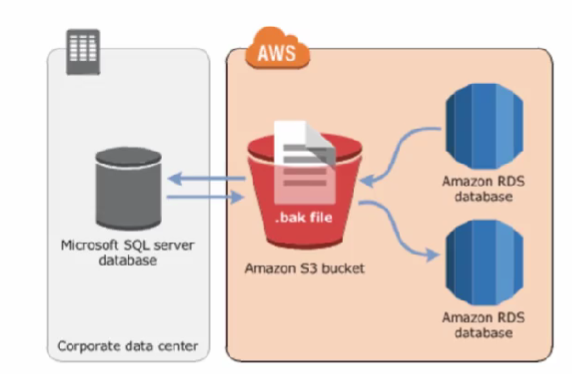 AWS
.bak file
Amazon S3 bucket
Microsoft SQL server
database
Corporate data center
Amazon RDS
database
Amazon RDS
database